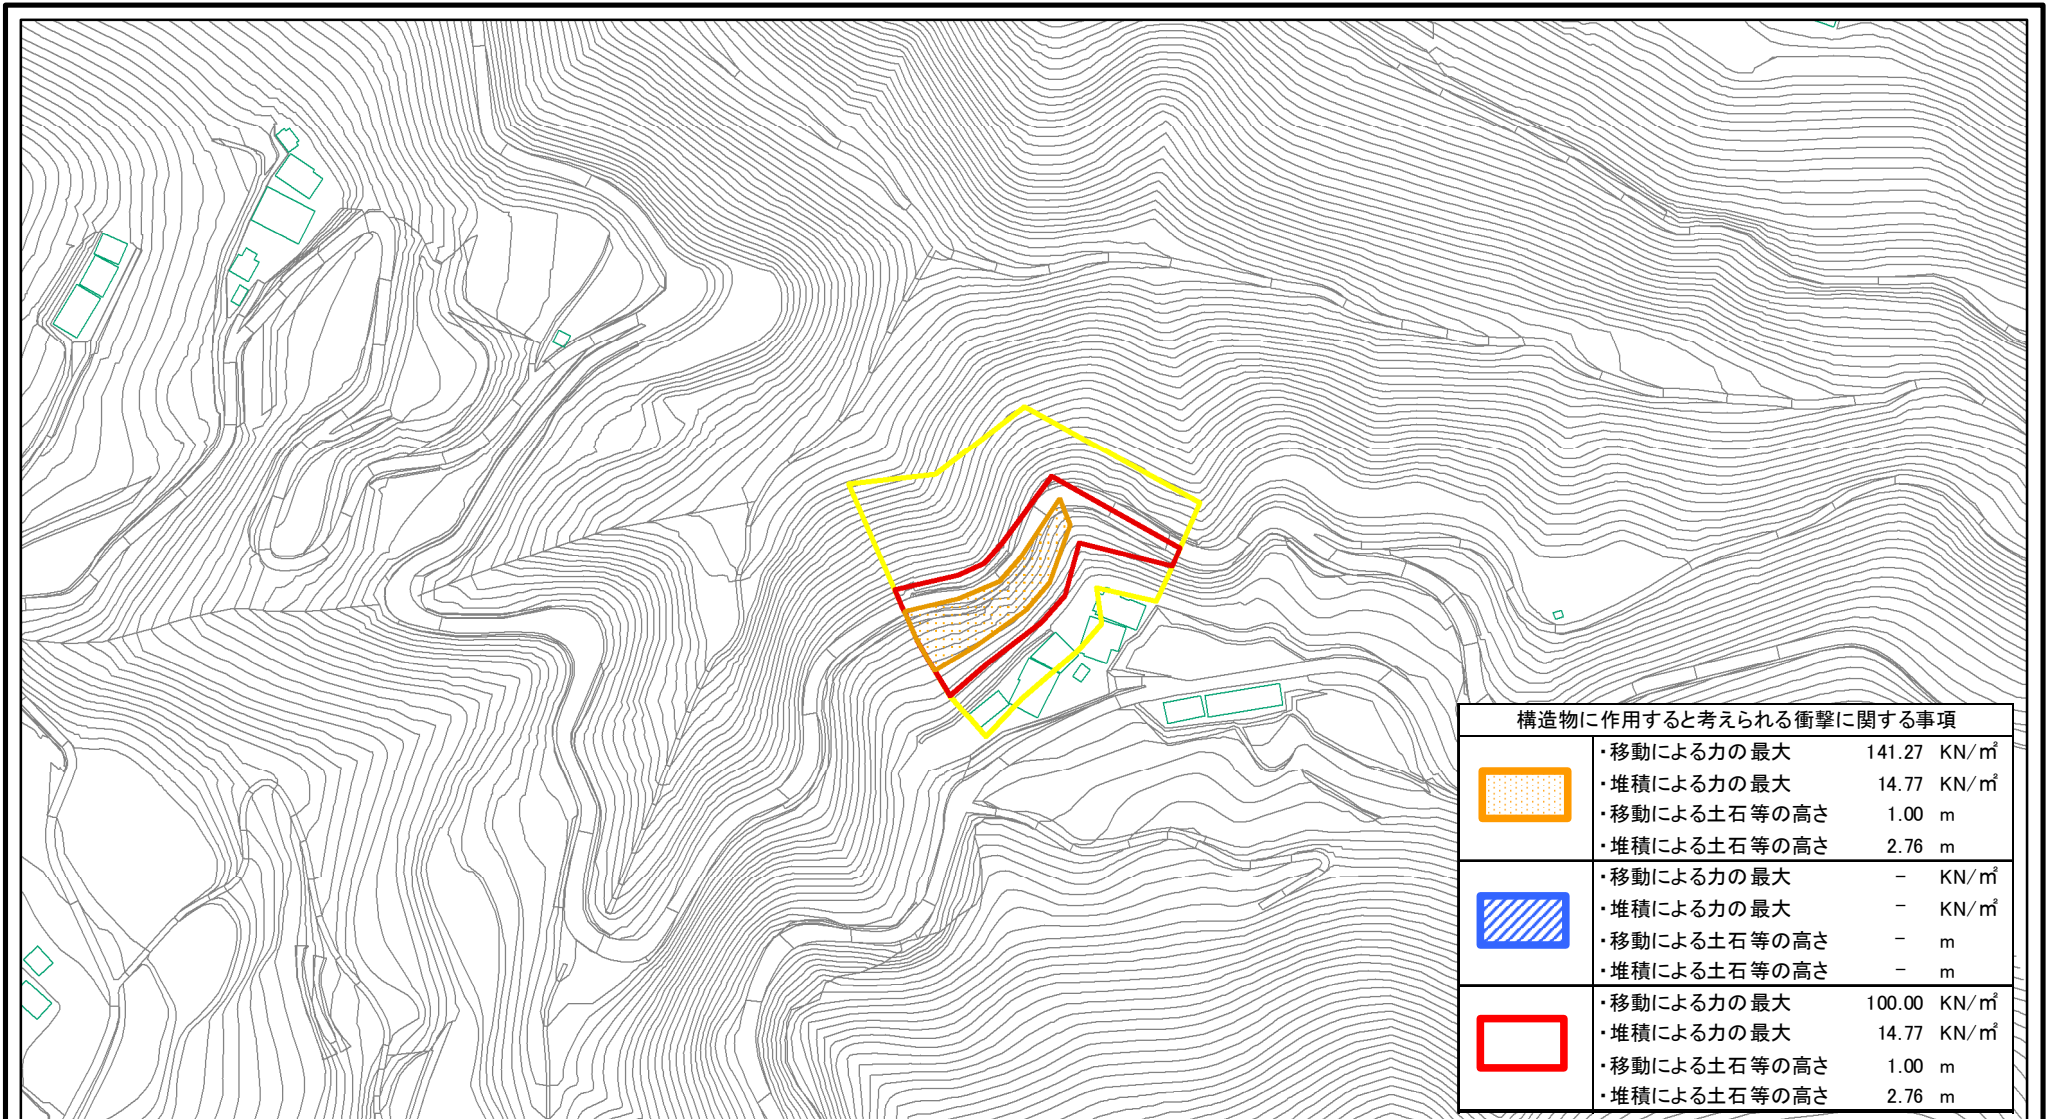 構造物に作用すると考えられる衝撃に関する事項
・移動による力の最大 141.27 KN/㎡
・堆積による力の最大 14.77 KN/㎡
・移動による土石等の高さ 1.00 m
・堆積による土石等の高さ 2.76 m
・移動による力の最大 - KN/㎡
・堆積による力の最大 - KN/㎡
・移動による土石等の高さ - m
・堆積による土石等の高さ - m
・移動による力の最大 100.00 KN/㎡
・堆積による力の最大 14.77 KN/㎡
・移動による土石等の高さ 1.00 m
・堆積による土石等の高さ 2.76 m